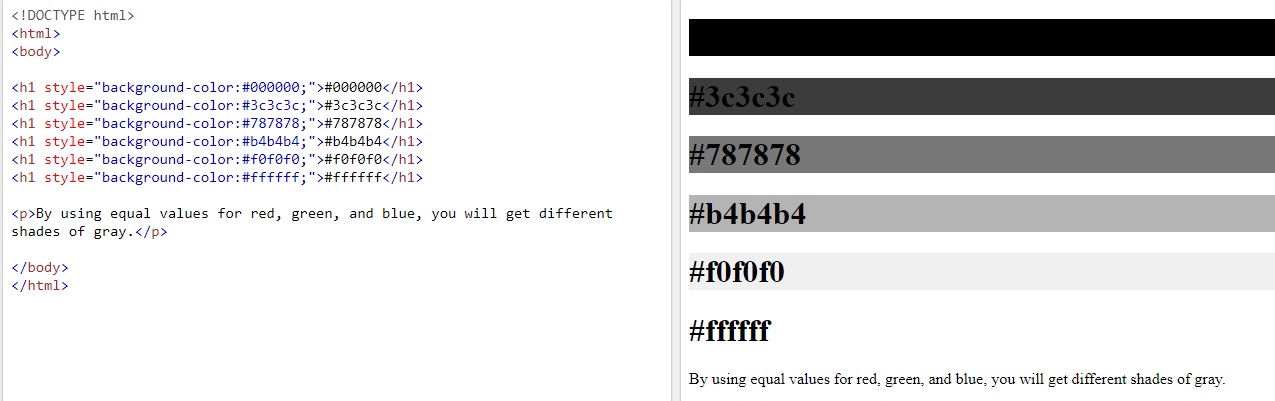 <!DOCTYPE html>
<html>
<body>
<h1 style="background-color:#000000;">#000000</h1>
<h1 style="background-color:#3c3c3c;">#3c3c3c</h1>
<h1 style="background-color:#787878;">#787878</h1>
<h1 style="background-color:#b4b4b4;">#b4b4b4</h1>
<h1 style="background-color:#f0f0f0;">#f0f0f0</h1>
<h1 style="background-color:#ffffff;">#ffffff</h1>
<p>By using equal values for red, green, and blue, you will get different
shades of gray.</p>
</body>
</html>
#3c3c3c
#787878
#b4b4b4
#f0f0f0
#ffffff
By using equal values for red, green, and blue, you will get different shades of gray.